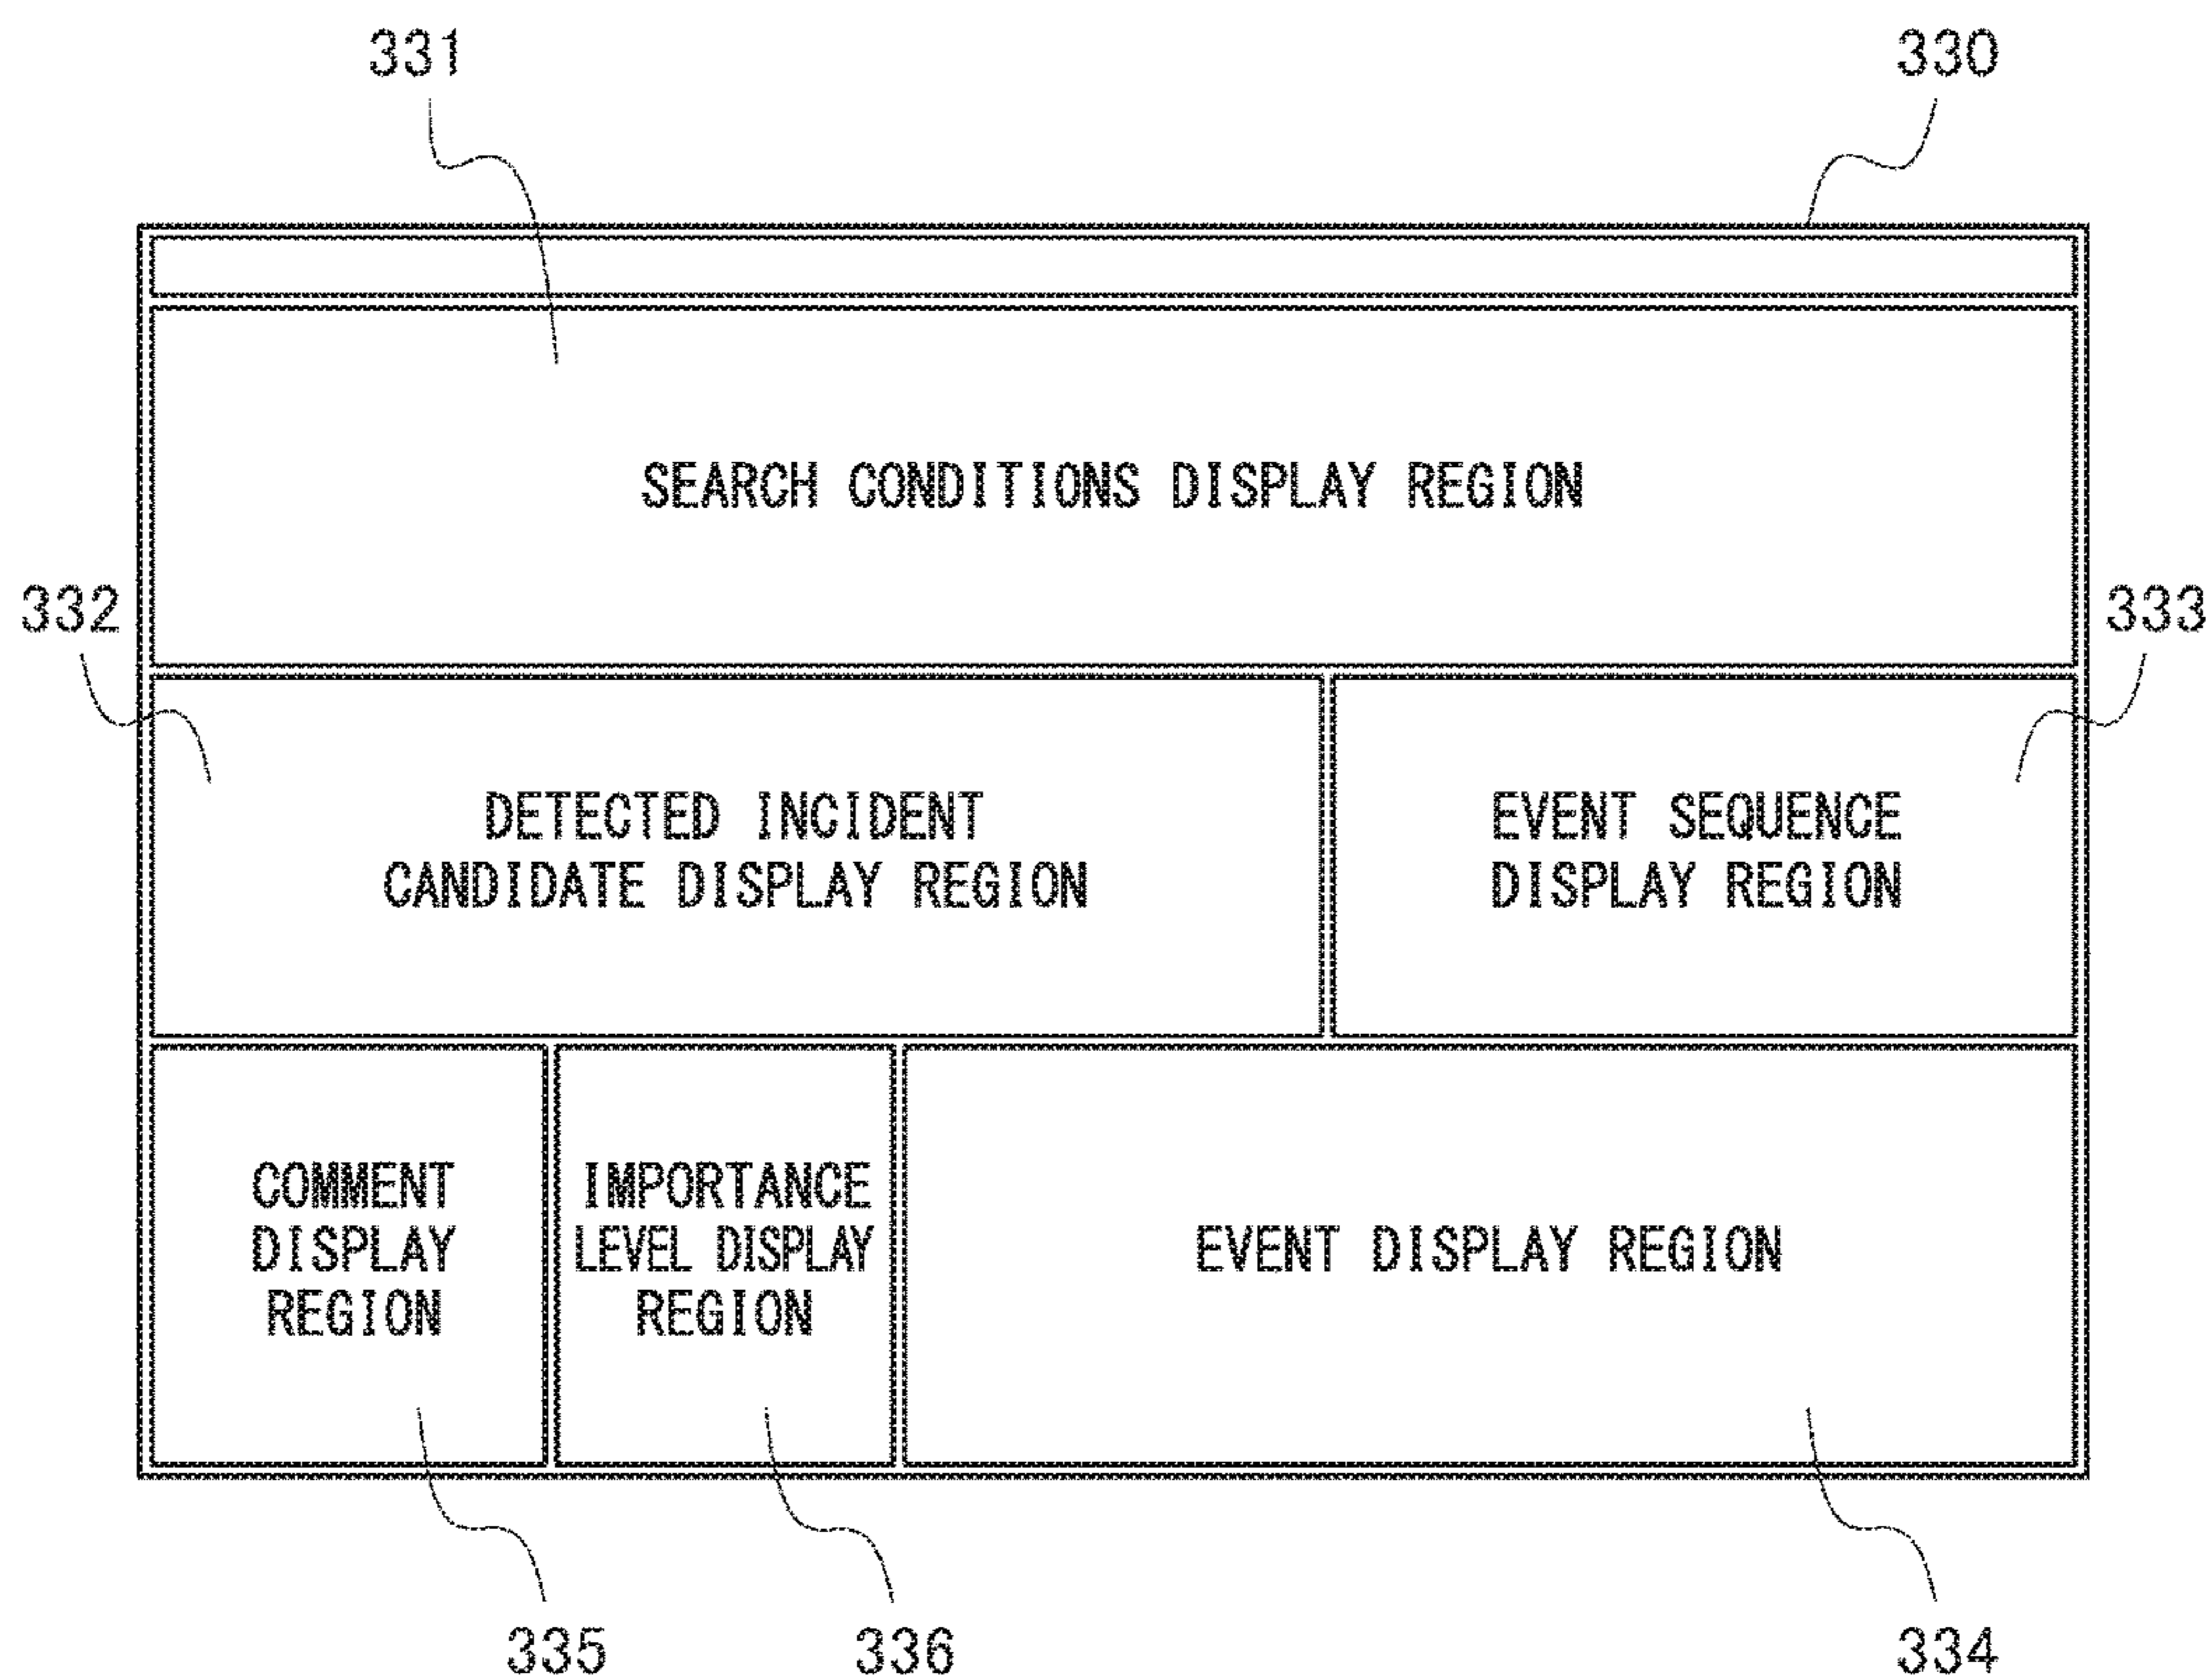 331
330
SEARCH CONDITIONS DISPLAY REGION
332
333
DETECTED INCIDENT
CANDIDATE DISPLAY REGION
EVENT SEQUENCE
DISPLAY REGION
COMMENT
DISPLAY
REGION
IMPORTANCE
LEVEL DISPLAY
REGION
EVENT DISPLAY REGION
335
336
334